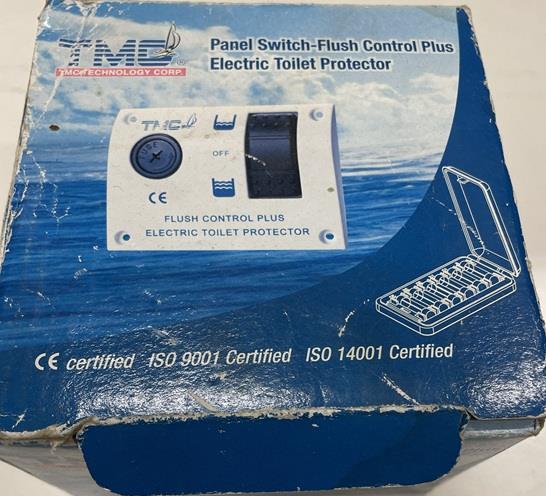 TMC®
TMC TECHNOLOGY CORP.
Panel Switch-Flush Control Plus
Electric Toilet Protector
TMC
FUSE
OFF
CE
FLUSH CONTROL PLUS
ELECTRIC TOILET PROTECTOR
CE certified ISO 9001 Certified ISO 14001 Certified